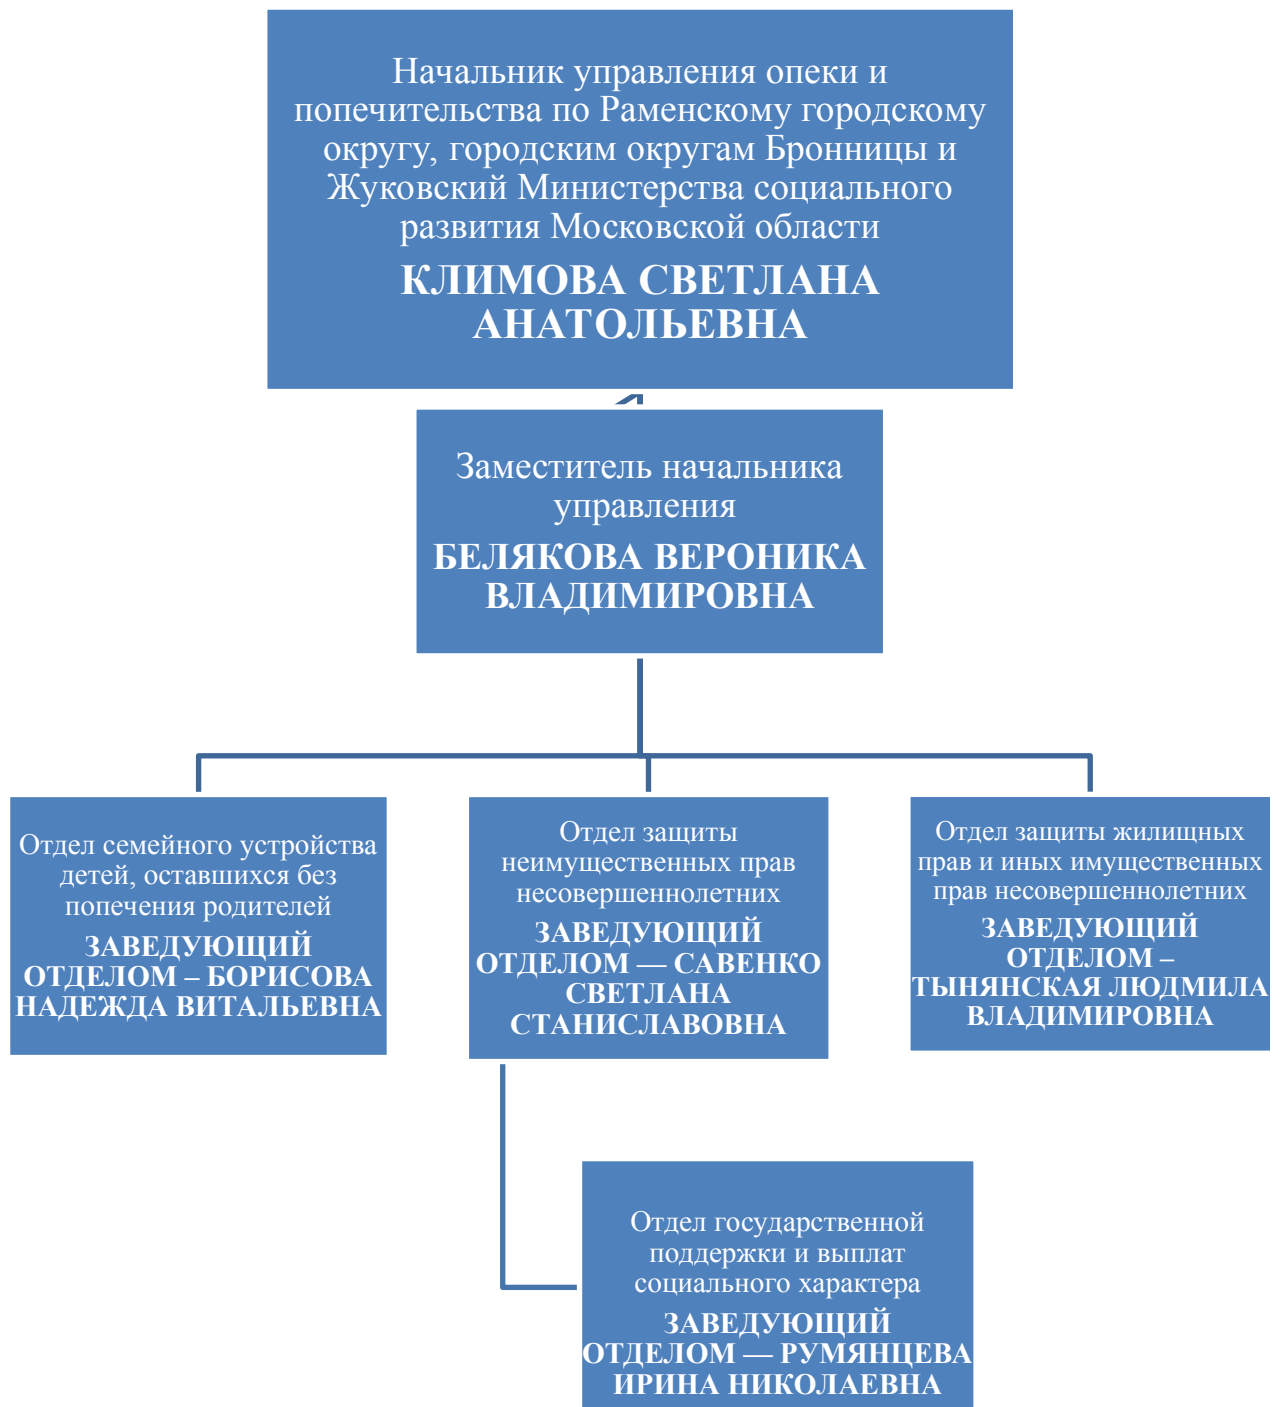 Начальник управления опеки и
попечительства по Раменскому городскому
округу, городским округам Бронницы и
Жуковский Министерства социального
развития Московской области
КЛИМОВА СВЕТЛАНА
АНАТОЛЬЕВНА
Заместитель начальника
управления
БЕЛЯКОВА ВЕРОНИКА
ВЛАДИМИРОВНА
Отдел семейного устройства
детей, оставшихся без
попечения родителей
ЗАВЕДУЮЩИЙ
ОТДЕЛОМ – БОРИСОВА
НАДЕЖДА ВИТАЛЬЕВНА
Отдел защиты
неимущественных прав
несовершеннолетних
ЗАВЕДУЮЩИЙ
ОТДЕЛОМ — САВЕНКО
СВЕТЛАНА
СТАНИСЛАВОВНА
Отдел защиты жилищных
прав и иных имущественных
прав несовершеннолетних
ЗАВЕДУЮЩИЙ
ОТДЕЛОМ –
ТЫНЯНСКАЯ ЛЮДМИЛА
ВЛАДИМИРОВНА
Отдел государственной
поддержки и выплат
социального характера
ЗАВЕДУЮЩИЙ
ОТДЕЛОМ — РУМЯНЦЕВА
ИРИНА НИКОЛАЕВНА